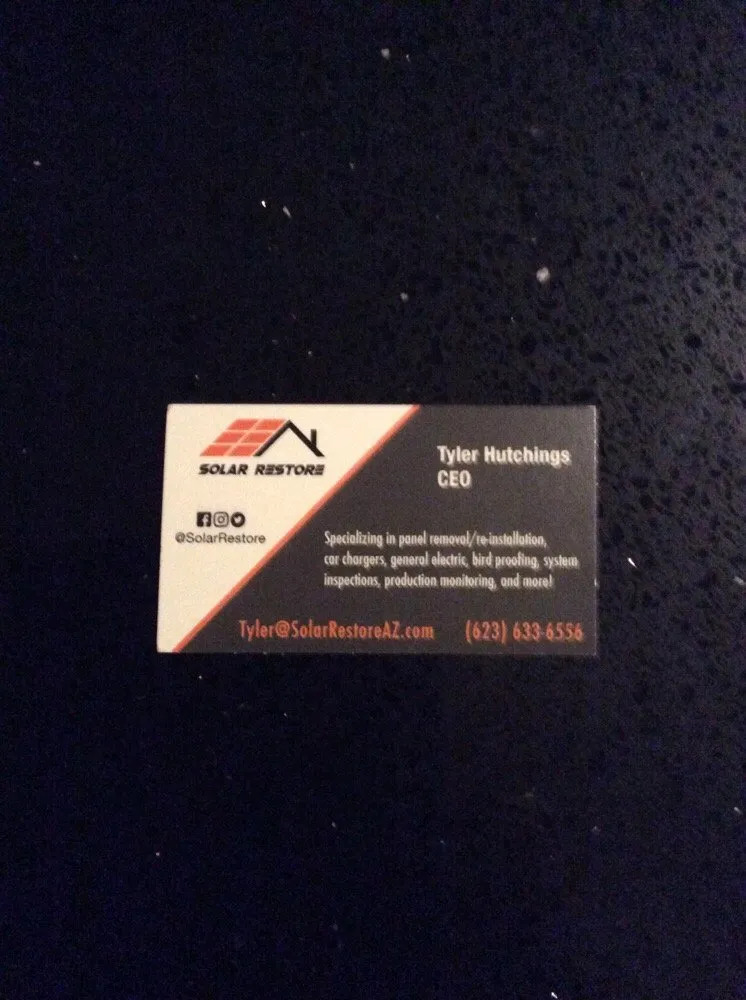 SOLAR RESTORE
@SolarRestore
Tyler Hutchings
CEO
Specializing in panel removal/re-installation,
car chargers, general electric, bird proofing, system
inspections, production monitoring, and more!
Tyler@SolarRestoreAZ.com (623) 633-6556